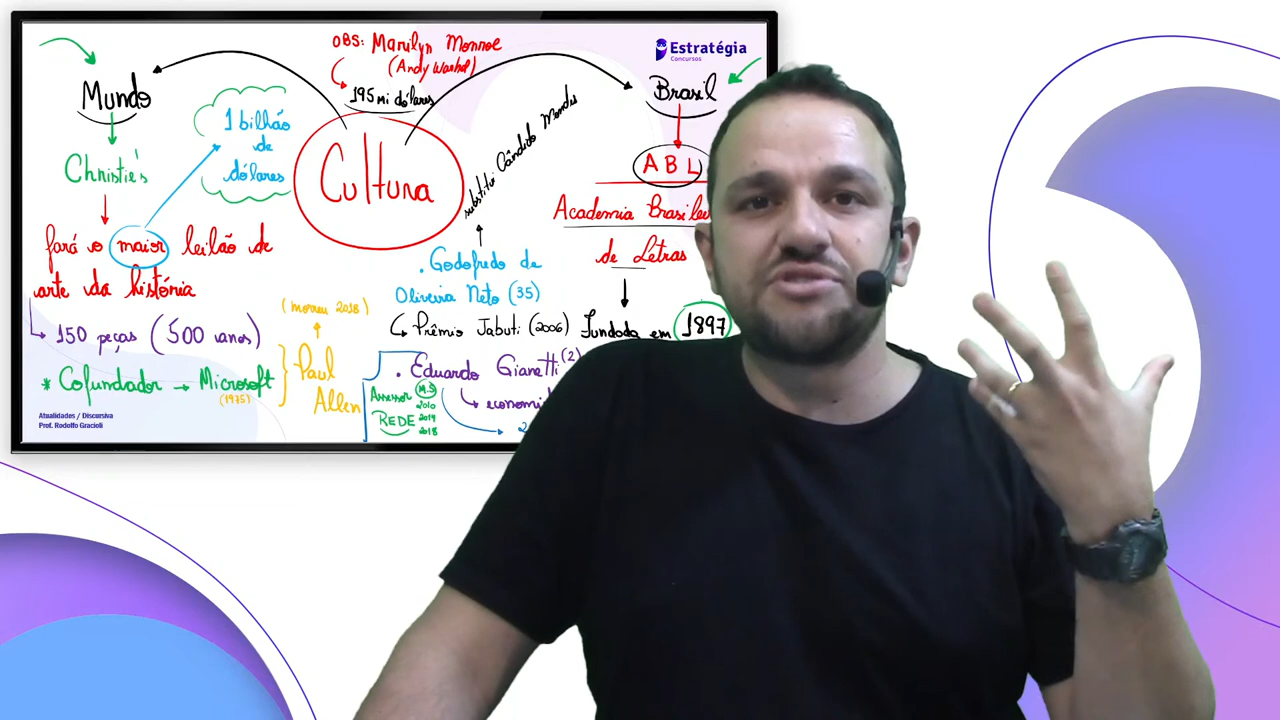 OBS: Marilyn Monroe
(Andy Warhol)
195 mi dólares
Estratégia
Concursos
Mundo
Brasil
1 bilhão
de
dólares
Christie's
Cultura
substitui Cândido Mendes
ABL
Academia
de Letras
fará o maior leilão de
arte da história
. Godofredo de
Oliveira Neto (35)
Prêmio Jabuti (2006)
Fundada em 1897
150 peças (500 anos)
(morreu 2018)
* Cofundador → Microsoft
(1975)
Paul
Allen
. Eduardo Gianetti (2)
Assessor M.S
2010
REDE 2014
2018
Atualidades / Discursiva
Prof. Rodolfo Gracioli